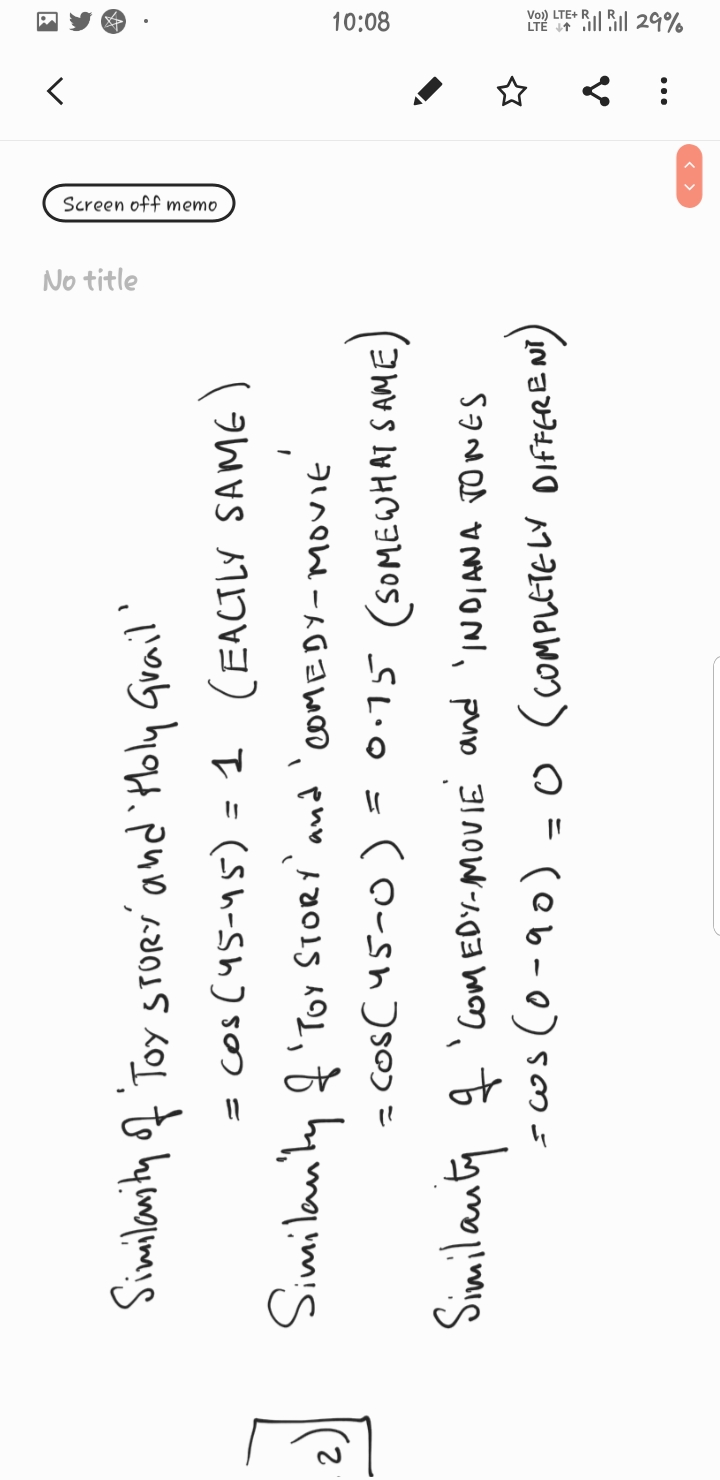 10:08
Vo)) LTE+ R R 29%
LTE
Screen off memo
No title
Similarity of 'TOY STORY' and 'Holy Grail'
= cos(45-45) = 1 (EACTLY SAME)
Similarity of 'TOY STORY' and 'COMEDY-MOVIE'
= cos(45-0) = 0.75 (SOMEWHAT SAME)
Similarity of 'COMEDY-MOVIE' and 'INDIANA JONES
= cos(0-90) = 0 (COMPLETELY DIFFERENT)
2)